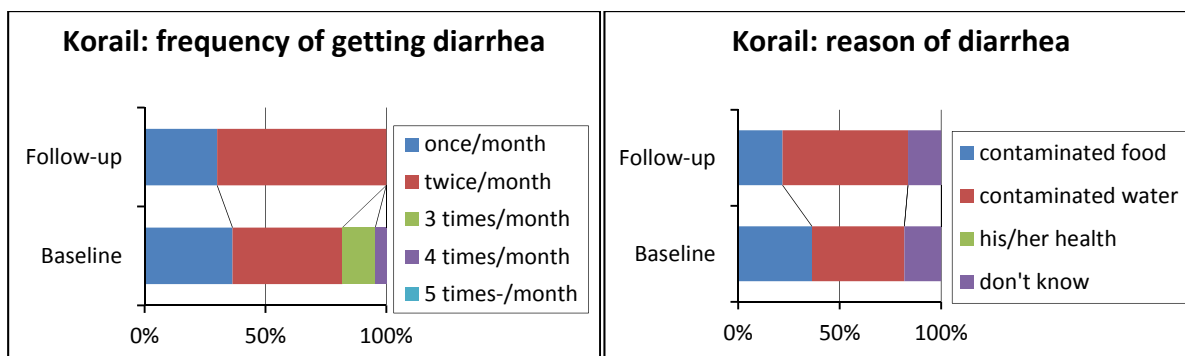 Korail: frequency of getting diarrhea
Follow-up
Baseline
0%
50%
100%
once/month
twice/month
3 times/month
4 times/month
5 times-/month
Korail: reason of diarrhea
Follow-up
Baseline
0%
50%
100%
contaminated food
contaminated water
his/her health
don't know